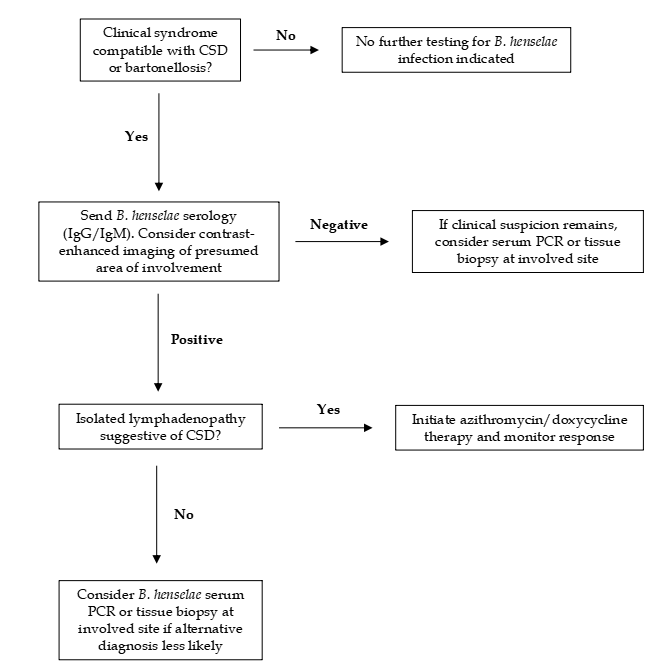 Clinical syndrome
compatible with CSD
or bartonellosis?
No
No further testing for B. henselae
infection indicated
Yes
Send B. henselae serology
(IgG/IgM). Consider contrast-
enhanced imaging of presumed
area of involvement
Negative
If clinical suspicion remains,
consider serum PCR or tissue
biopsy at involved site
Positive
Isolated lymphadenopathy
suggestive of CSD?
Yes
Initiate azithromycin/doxycycline
therapy and monitor response
No
Consider B. henselae serum
PCR or tissue biopsy at
involved site if alternative
diagnosis less likely